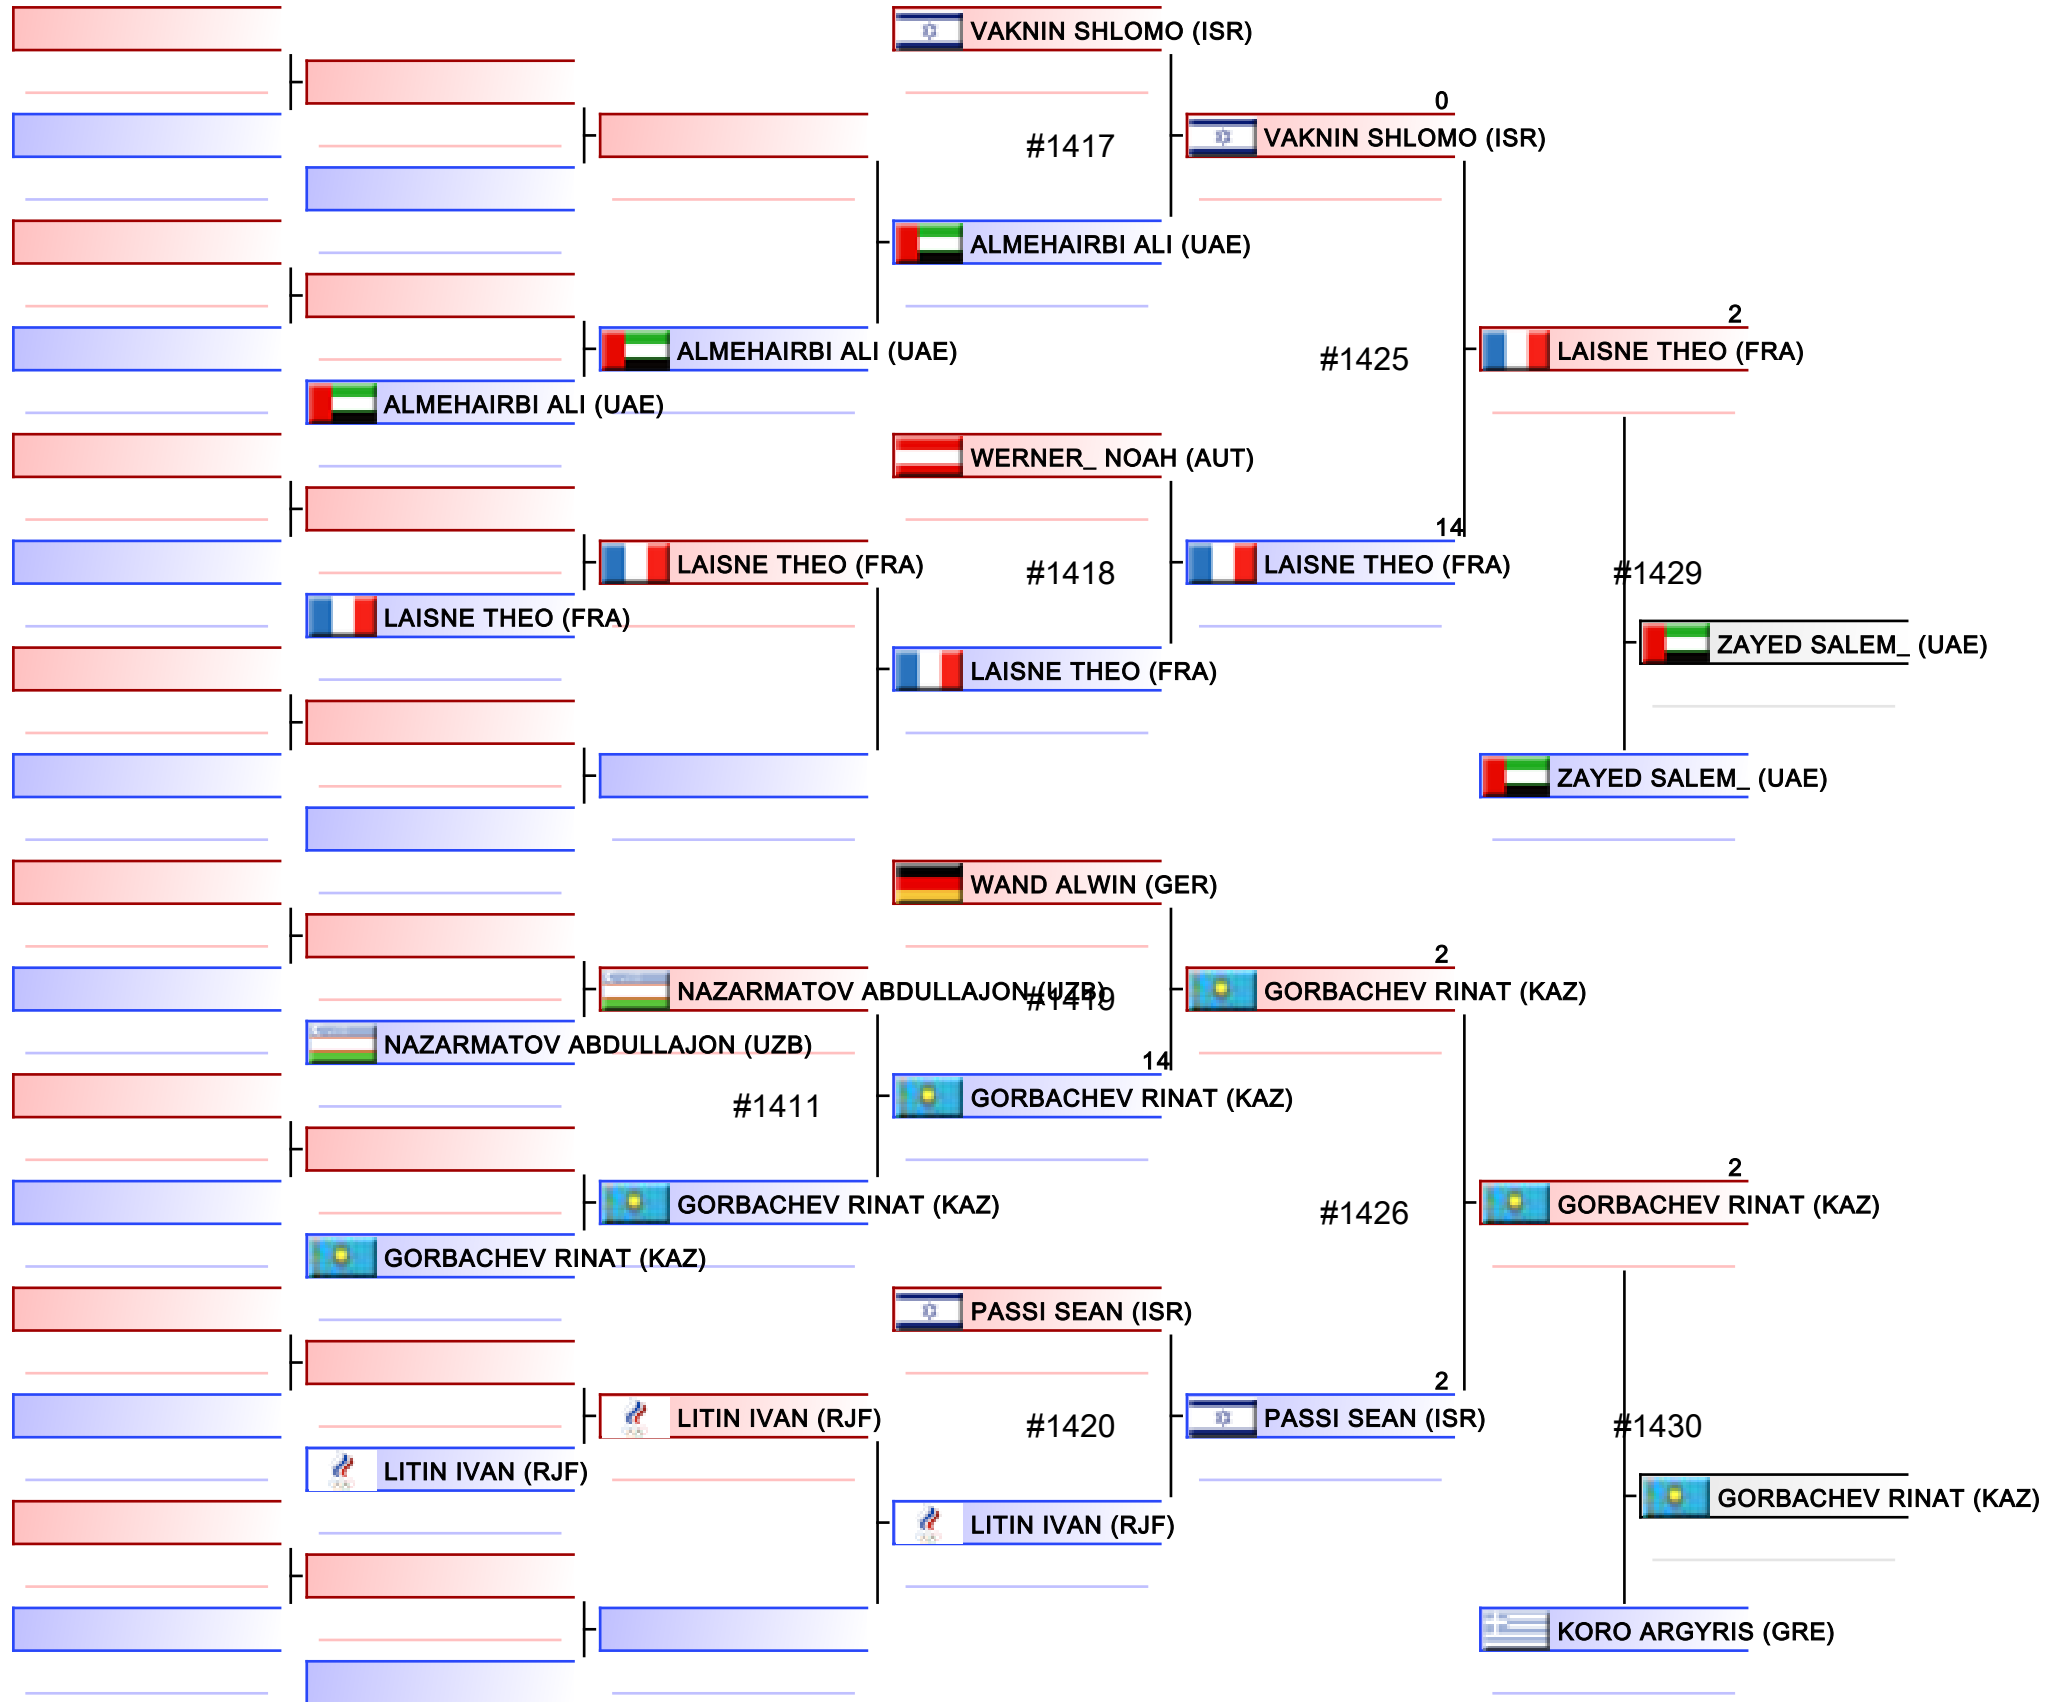 VAKNIN SHLOMO (ISR)
0
#1417
VAKNIN SHLOMO (ISR)
ALMEHAIRBI ALI (UAE)
2
ALMEHAIRBI ALI (UAE)
#1425
LAISNE THEO (FRA)
ALMEHAIRBI ALI (UAE)
WERNER_ NOAH (AUT)
14
LAISNE THEO (FRA)
#1418
LAISNE THEO (FRA)
#1429
LAISNE THEO (FRA)
ZAYED SALEM_ (UAE)
LAISNE THEO (FRA)
ZAYED SALEM_ (UAE)
WAND ALWIN (GER)
2
NAZARMATOV ABDULLAJON (UZB)
#1419
GORBACHEV RINAT (KAZ)
NAZARMATOV ABDULLAJON (UZB)
14
#1411
GORBACHEV RINAT (KAZ)
2
GORBACHEV RINAT (KAZ)
#1426
GORBACHEV RINAT (KAZ)
GORBACHEV RINAT (KAZ)
PASSI SEAN (ISR)
2
LITIN IVAN (RJF)
#1420
PASSI SEAN (ISR)
#1430
LITIN IVAN (RJF)
GORBACHEV RINAT (KAZ)
LITIN IVAN (RJF)
KORO ARGYRIS (GRE)